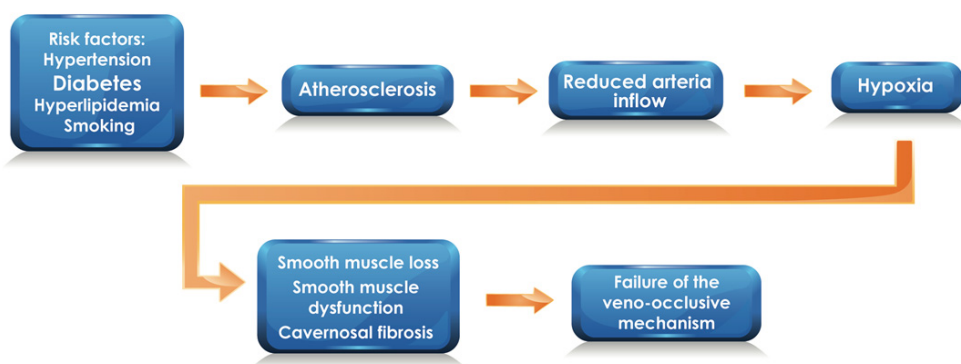 Risk factors:
Hypertension
Diabetes
Hyperlipidemia
Smoking
Atherosclerosis
Reduced arteria
inflow
Hypoxia
Smooth muscle loss
Smooth muscle
dysfunction
Cavernosal fibrosis
Failure of the
veno-occlusive
mechanism